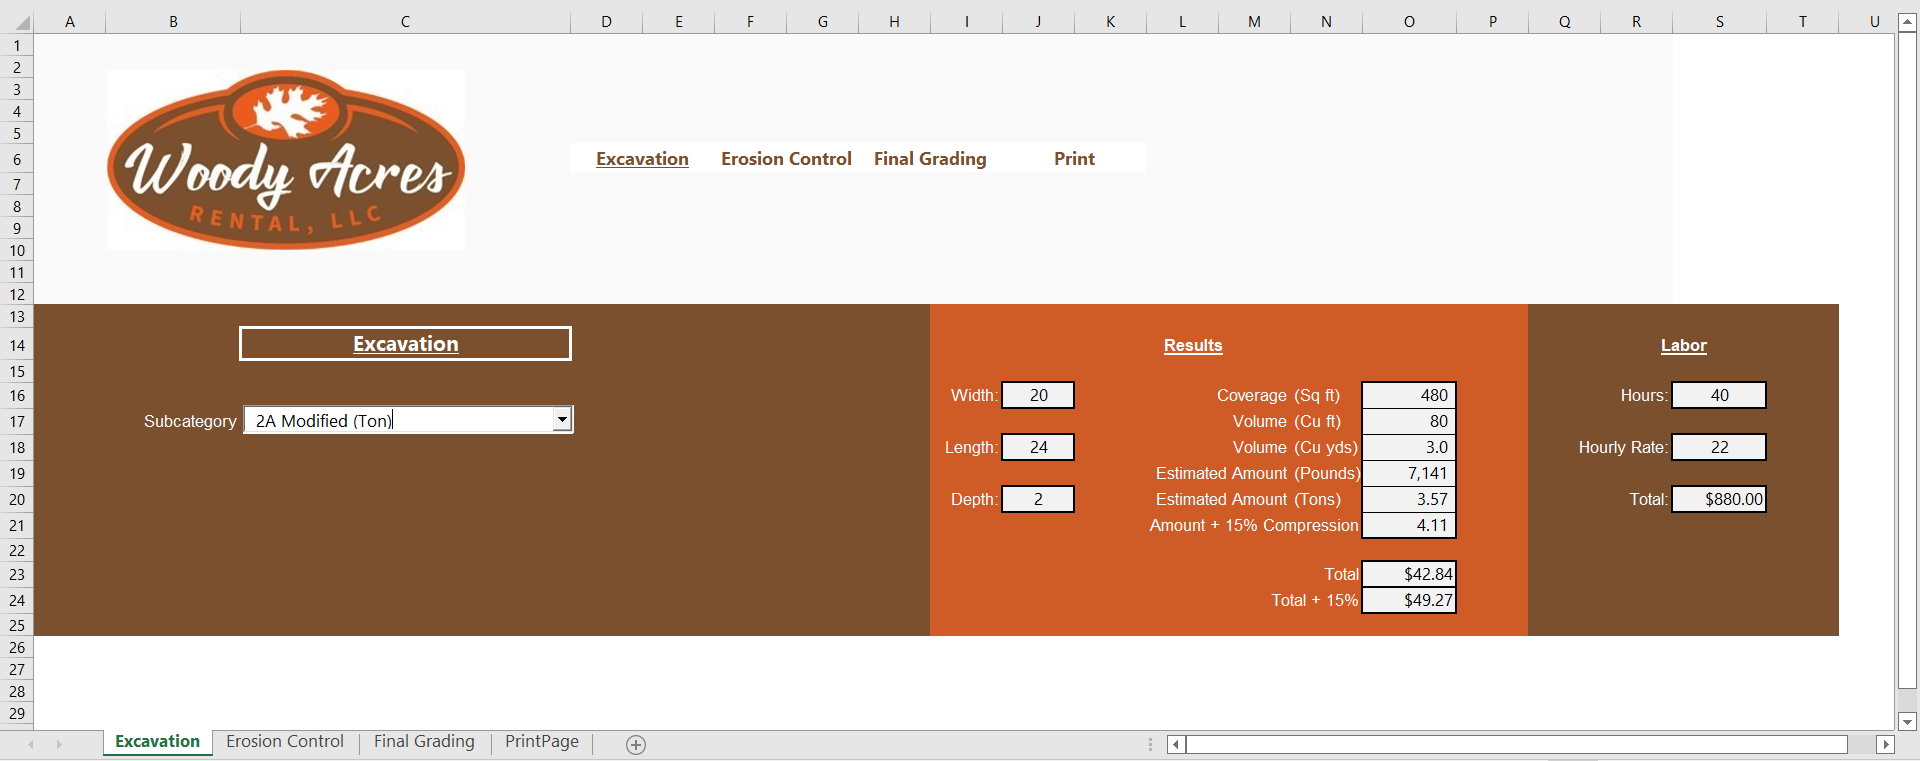 A B C D E F G H I J K L M N O P Q R S T U
1
2
3
4
5
6
7
8
9
10
11
12
13
14
15
16
17
18
19
20
21
22
23
24
25
26
27
28
29
Woody Acres
RENTAL, LLC
Excavation Erosion Control Final Grading Print
Excavation
Subcategory 2A Modified (Ton)
Results
Width: 20
Length: 24
Depth: 2
Coverage (Sq ft) 480
Volume (Cu ft) 80
Volume (Cu yds) 3.0
Estimated Amount (Pounds) 7,141
Estimated Amount (Tons) 3.57
Amount + 15% Compression 4.11
Total $42.84
Total + 15% $49.27
Labor
Hours: 40
Hourly Rate: 22
Total: $880.00
Excavation Erosion Control Final Grading PrintPage